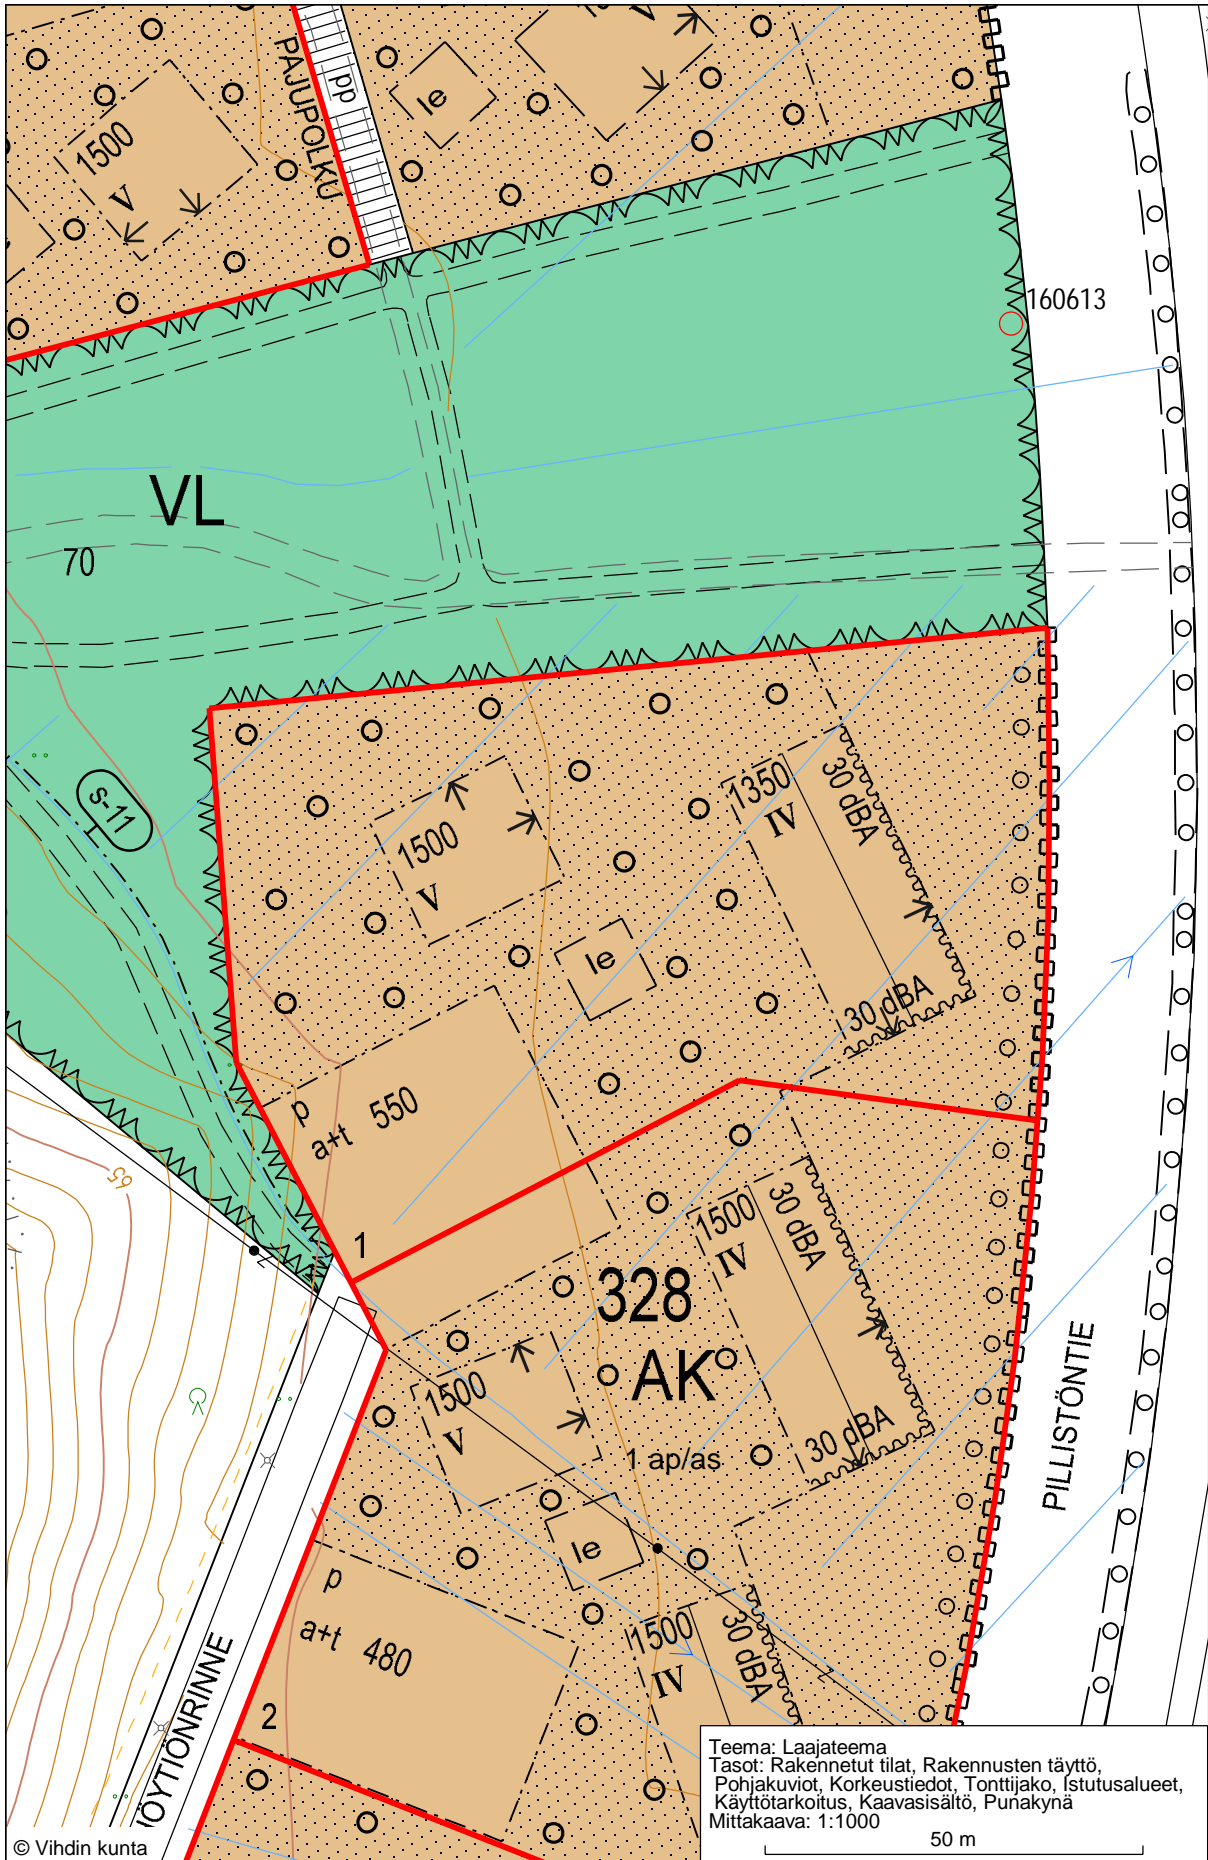 PAJUPOLKU
pp
le
V
1500
V
le
160613
VL
70
s-11
1500
V
1350
IV
30 dBA
le
30 dBA
p
a+t 550
65
1
1500
IV
30 dBA
328
AK
1500
V
1 ap/as
30 dBA
PILLISTÖNTIE
le
p
a+t 480
1500
IV
30 dBA
2
Teema: Laajateema
Tasot: Rakennetut tilat, Rakennusten täyttö,
Pohjakuviot, Korkeustiedot, Tonttijako, Istutusalueet,
Käyttötarkoitus, Kaavasisältö, Punakynä
Mittakaava: 1:1000
50 m
© Vihdin kunta